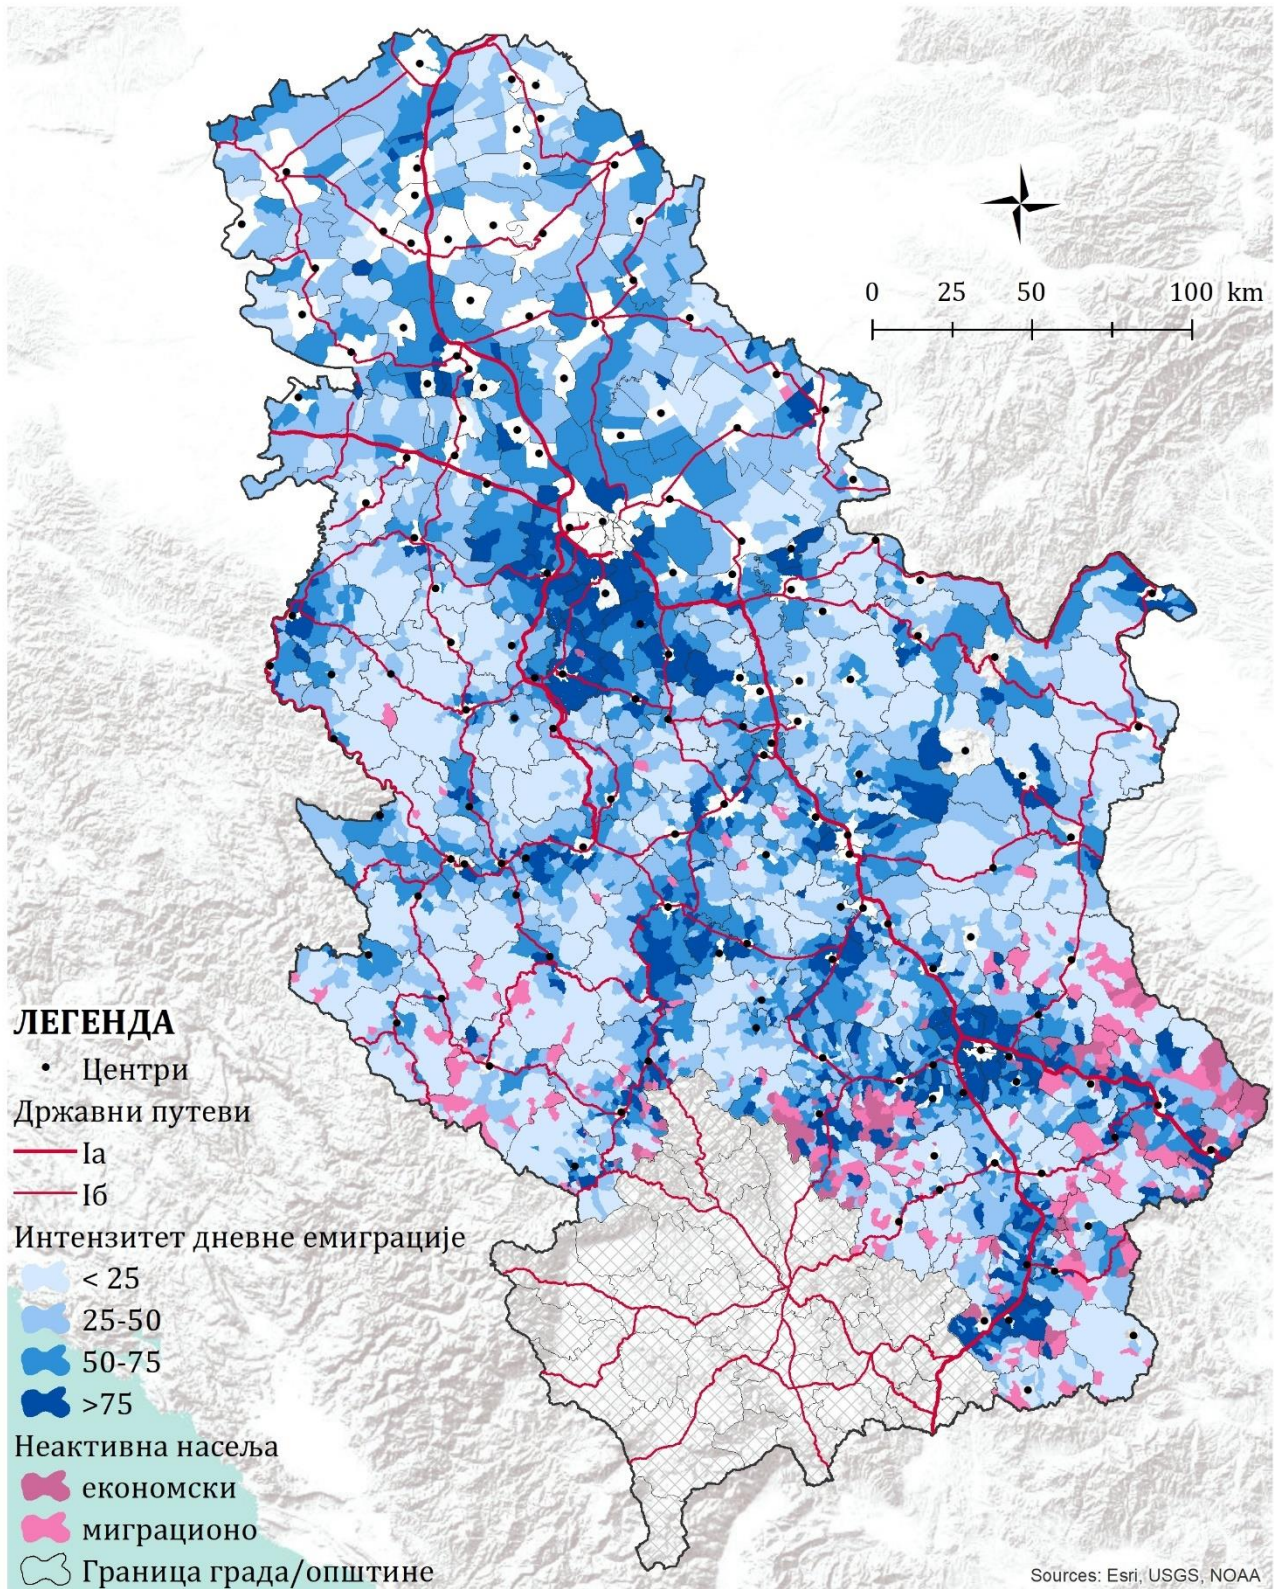 0 25 50 100 km
ЛЕГЕНДА
Центри
Државни путеви
Iа
Iб
Интензитет дневне емиграције
< 25
25-50
50-75
>75
Неактивна насеља
економски
миграционо
Граница града/општине
Sources: Esri, USGS, NOAA